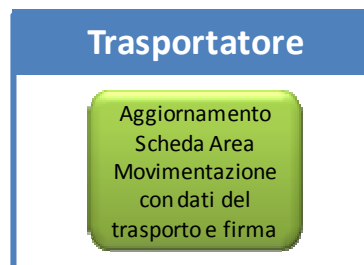 Trasportatore
Aggiornamento
Scheda Area
Movimentazione
con dati del
trasporto e firma